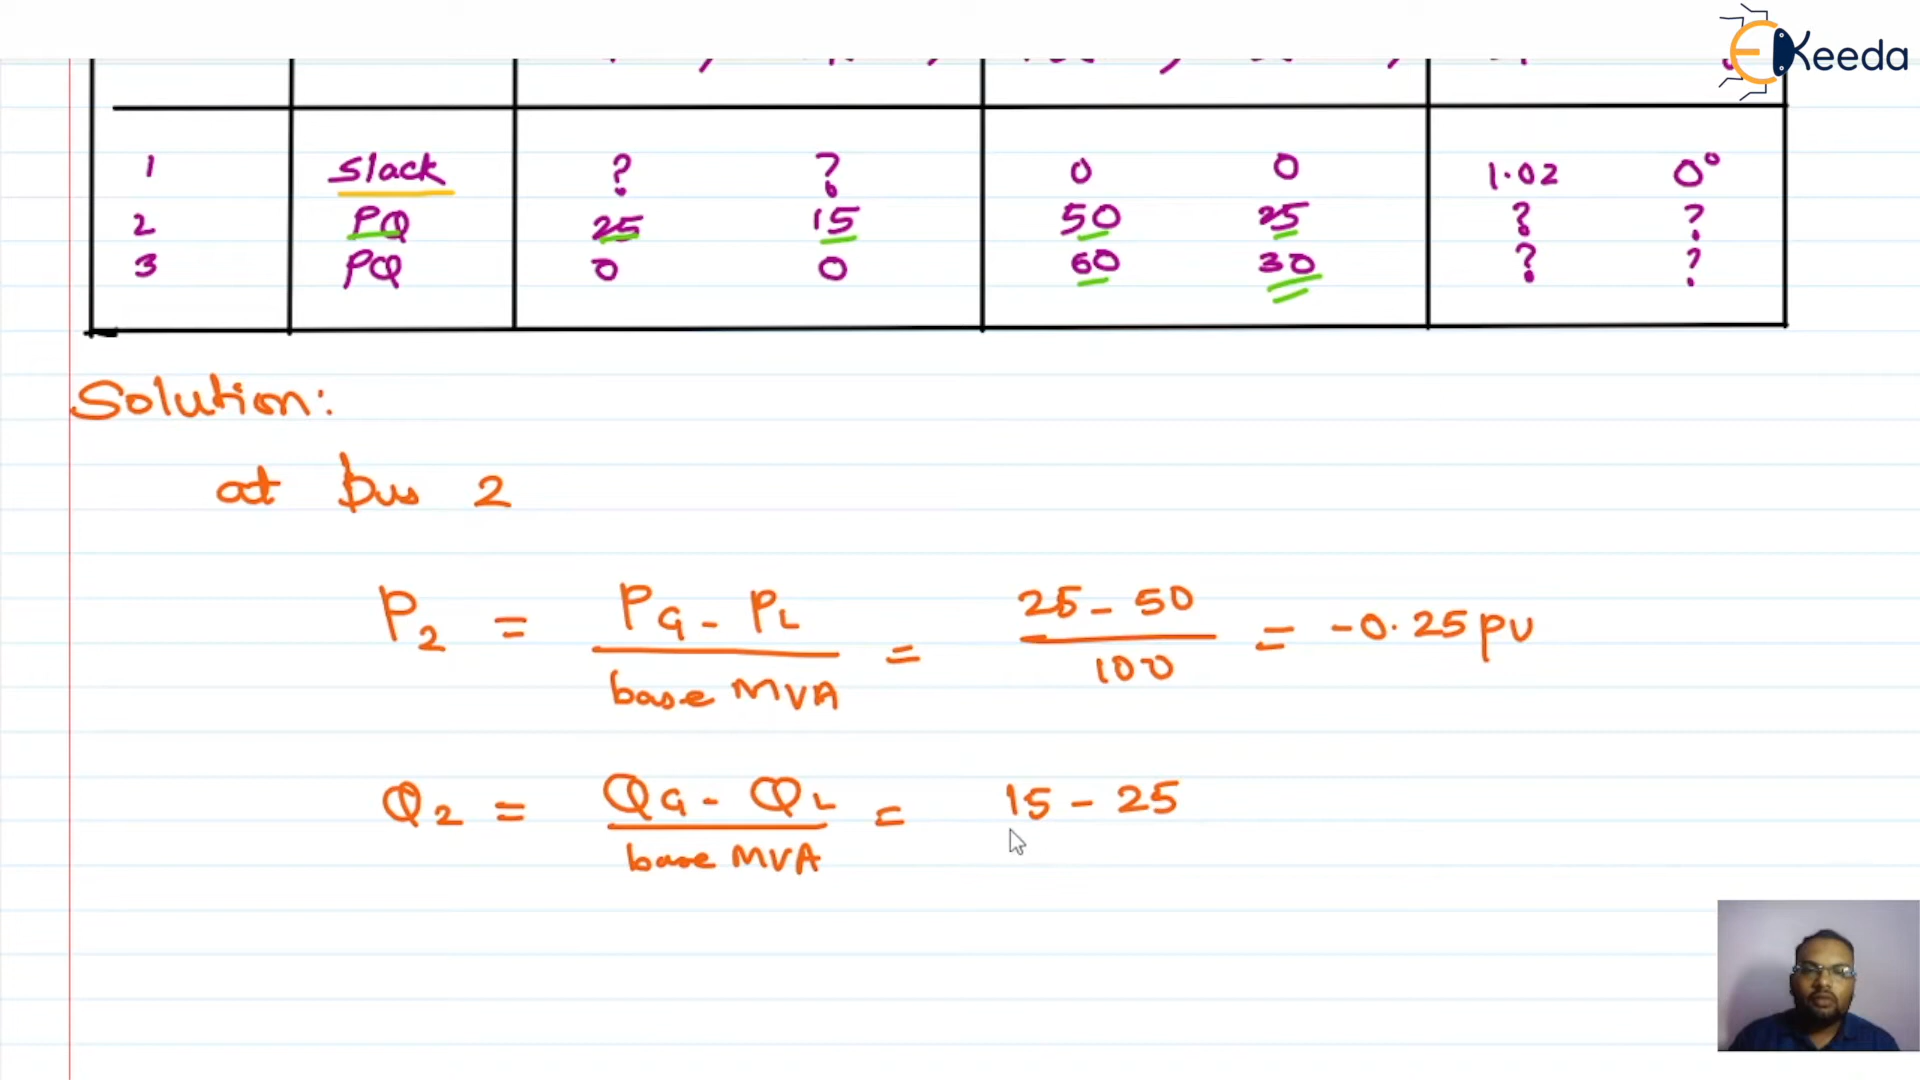 Keeda
1 Slack ? ? 0 0 1.02 0°
2 PQ 25 15 50 25 ? ?
3 PQ 0 0 60 30 ? ?
Solution:
at bus 2
P2 = PG - PL / base MVA = 25 - 50 / 100 = -0.25 pu
Q2 = QG - QL / base MVA = 15 - 25